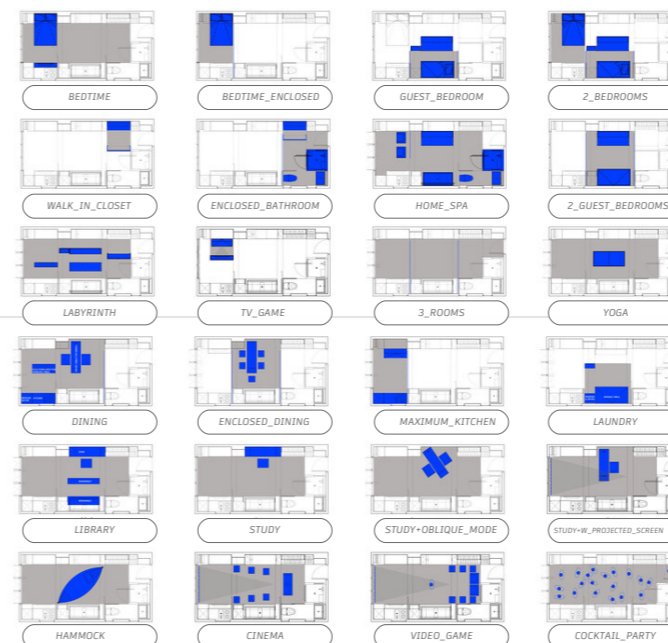 BEDTIME
BEDTIME_ENCLOSED
GUEST_BEDROOM
2_BEDROOMS
WALK_IN_CLOSET
ENCLOSED_BATHROOM
HOME_SPA
2_GUEST_BEDROOMS
LABYRINTH
TV_GAME
3_ROOMS
YOGA
DINING
ENCLOSED_DINING
MAXIMUM_KITCHEN
LAUNDRY
LIBRARY
STUDY
STUDY+OBLIQUE_MODE
STUDY+W_PROJECTED_SCREEN
HAMMOCK
CINEMA
VIDEO_GAME
COCKTAIL_PARTY